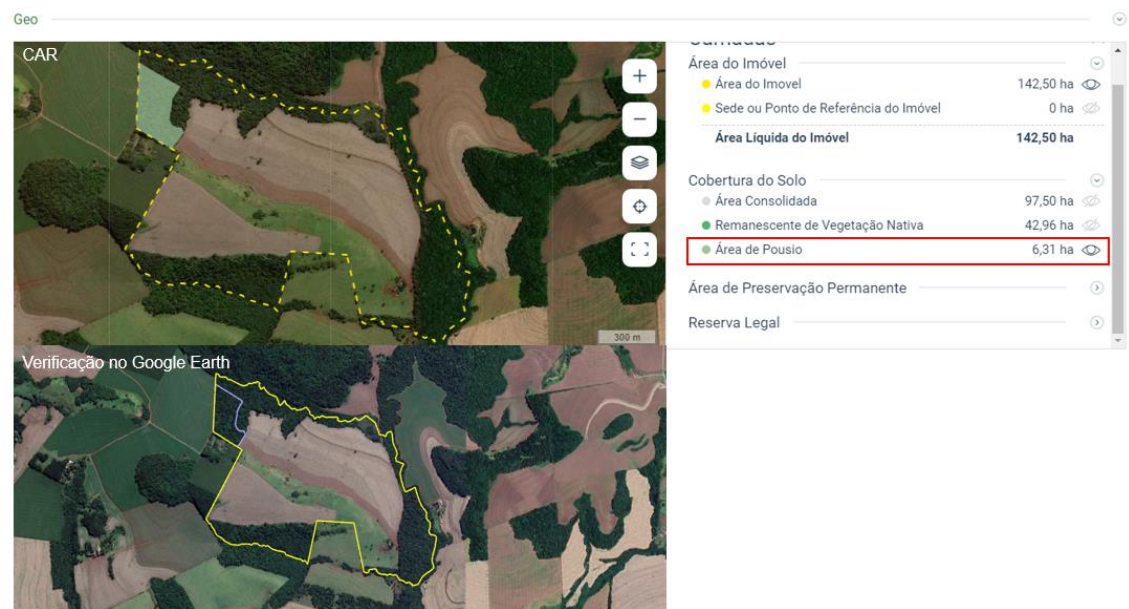 Geo
CAR
300 m
Área do Imóvel
Área do Imovel 142,50 ha
Sede ou Ponto de Referência do Imóvel 0 ha
Área Líquida do Imóvel 142,50 ha
Cobertura do Solo
Área Consolidada 97,50 ha
Remanescente de Vegetação Nativa 42,96 ha
Área de Pousio 6,31 ha
Área de Preservação Permanente
Reserva Legal
Verificação no Google Earth